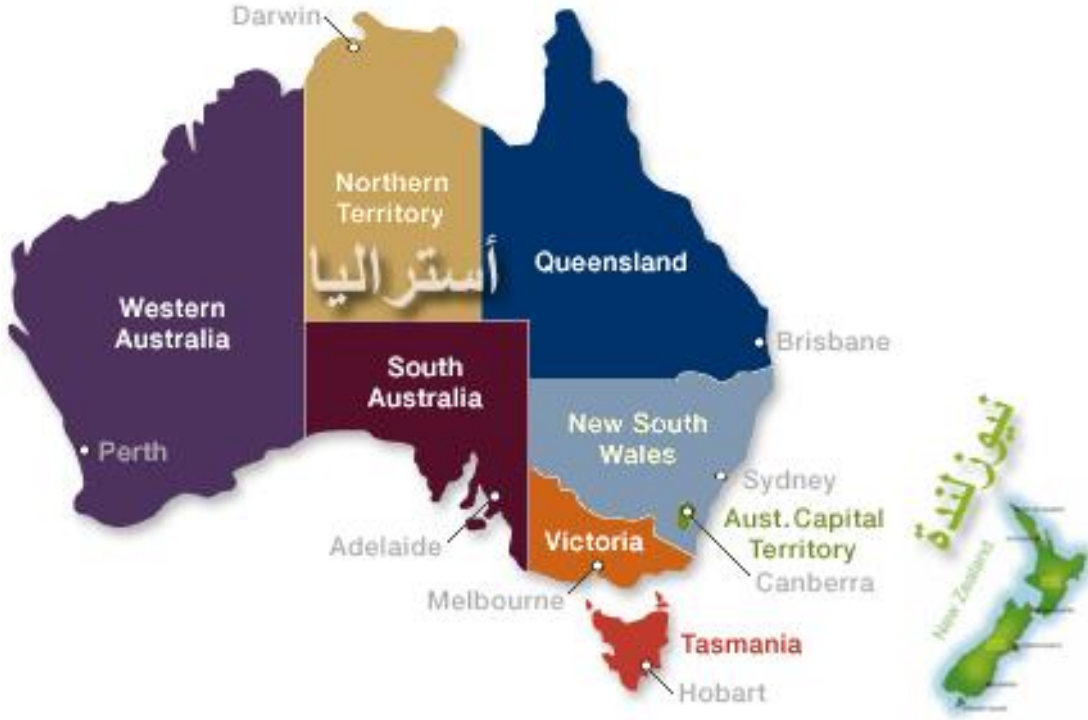 Darwin
Northern
Territory
أستراليا
Queensland
Western
Australia
Brisbane
South
Australia
New South
Wales
Perth
Sydney
Adelaide
Victoria
Aust. Capital
Territory
Canberra
Melbourne
Tasmania
Hobart
نيوزلندة
New Zealand